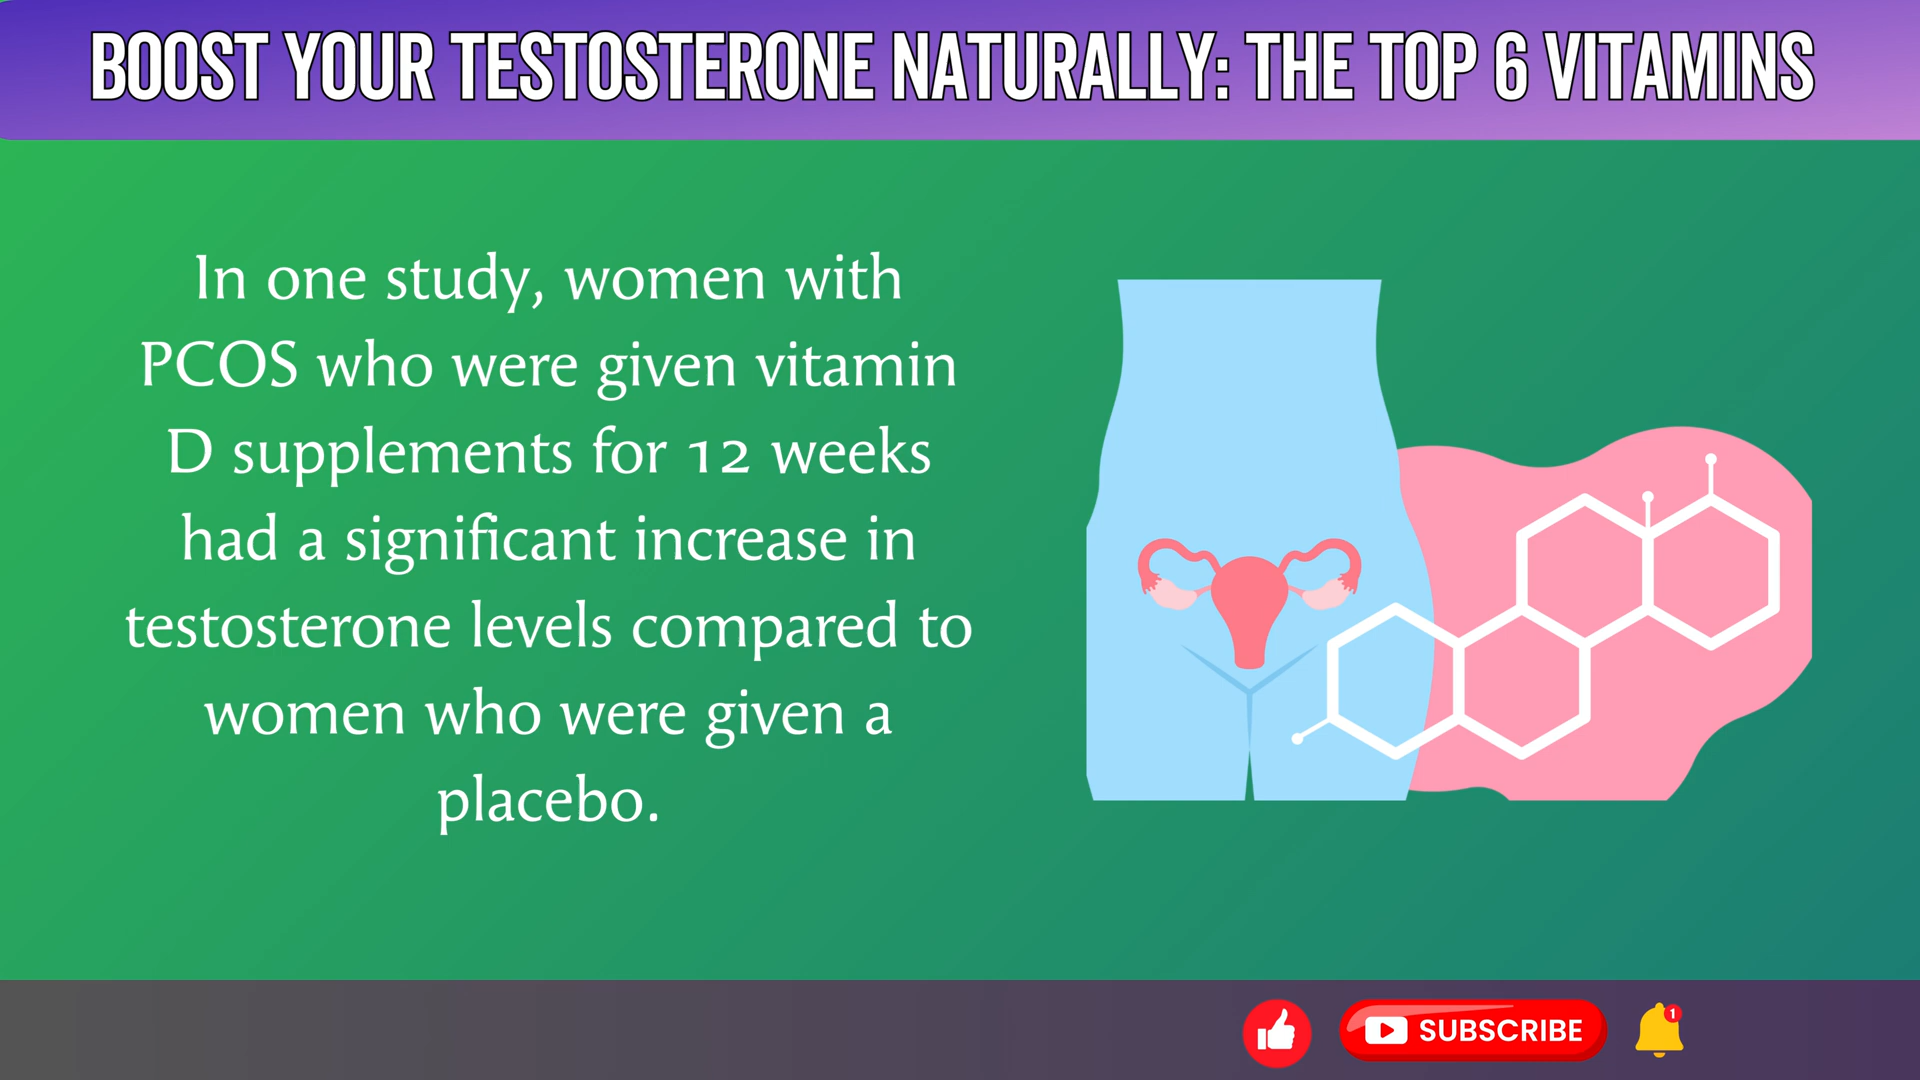 BOOST YOUR TESTOSTERONE NATURALLY: THE TOP 6 VITAMINS
In one study, women with
PCOS who were given vitamin
D supplements for 12 weeks
had a significant increase in
testosterone levels compared to
women who were given a
placebo.
SUBSCRIBE
1